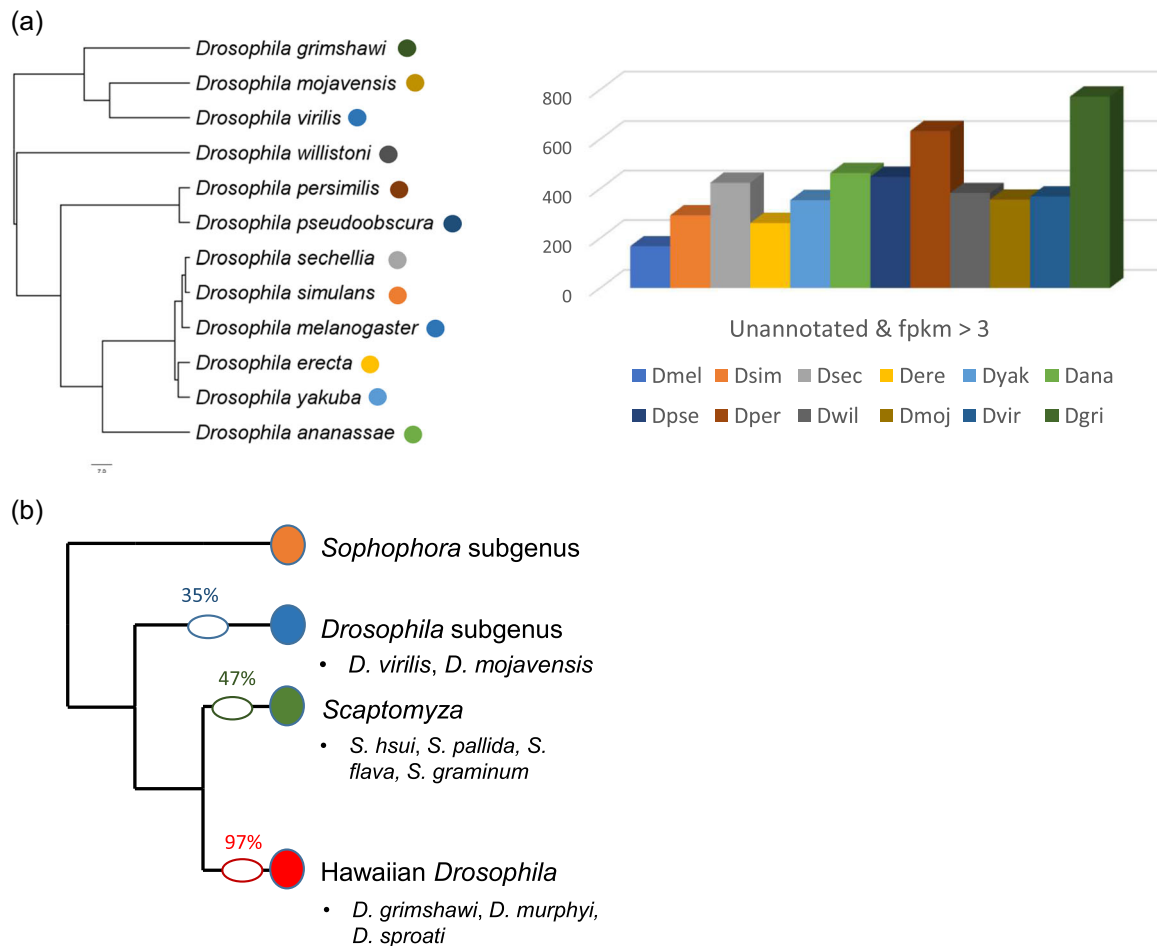 (a)
Drosophila grimshawi
Drosophila mojavensis
Drosophila virilis
Drosophila willistoni
Drosophila persimilis
Drosophila pseudoobscura
Drosophila sechellia
Drosophila simulans
Drosophila melanogaster
Drosophila erecta
Drosophila yakuba
Drosophila ananassae
800
600
400
200
0
Unannotated & fpkm > 3
Dmel Dsim Dsec Dere Dyak Dana
Dpse Dper Dwil Dmoj Dvir Dgri
(b)
Sophophora subgenus
35%
Drosophila subgenus
• D. virilis, D. mojavensis
47%
Scaptomyza
• S. hsui, S. pallida, S.
flava, S. graminum
97%
Hawaiian Drosophila
• D. grimshawi, D. murphyi,
D. sproati